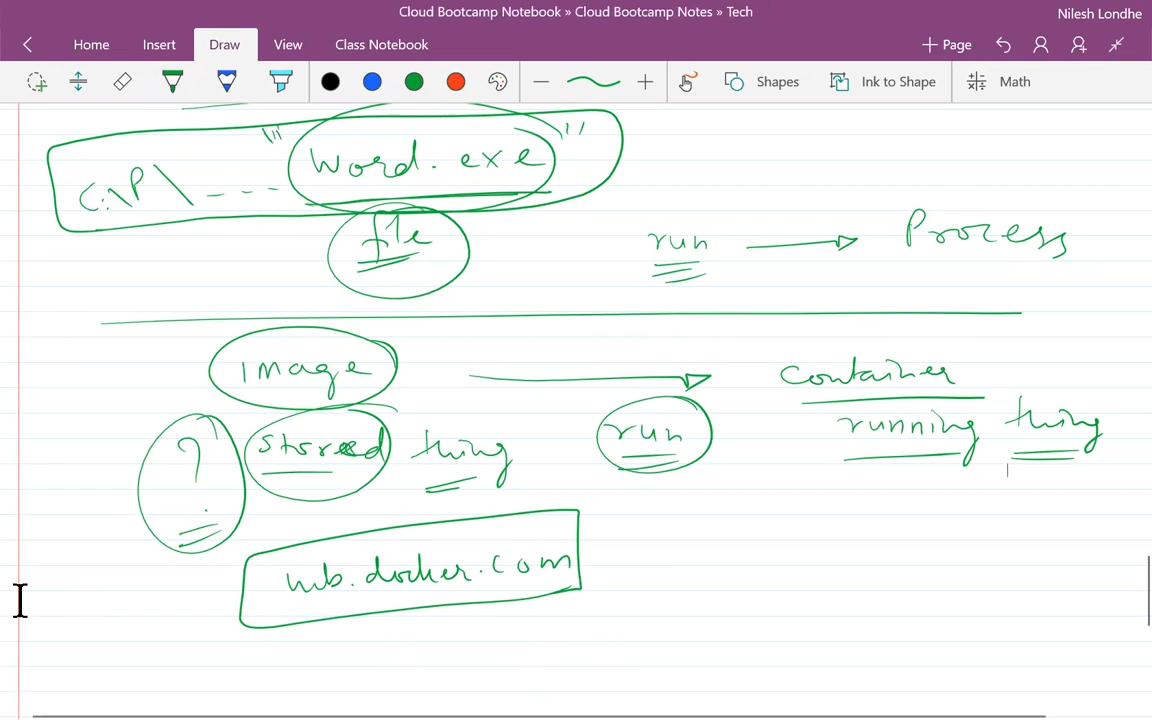 Cloud Bootcamp Notebook » Cloud Bootcamp Notes » Tech
Nilesh Londhe
Home Insert Draw View Class Notebook
Page
Shapes Ink to Shape Math
C:\P\ - - - - "Word.exe"
file
run Process
image container
? stored thing run running thing
hub.docker.com